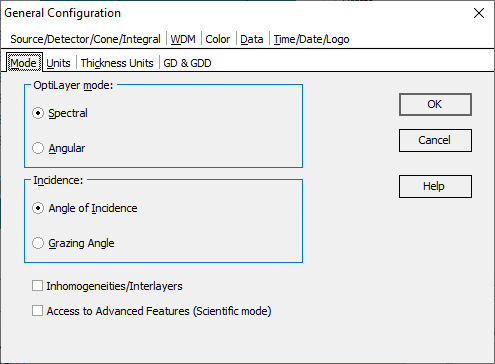 General Configuration
Source/Detector/Cone/Integral WDM Color Data Time/Date/Logo
Mode Units Thickness Units GD & GDD
OptiLayer mode:
Spectral
Angular
Incidence:
Angle of Incidence
Grazing Angle
Inhomogeneities/Interlayers
Access to Advanced Features (Scientific mode)
OK
Cancel
Help